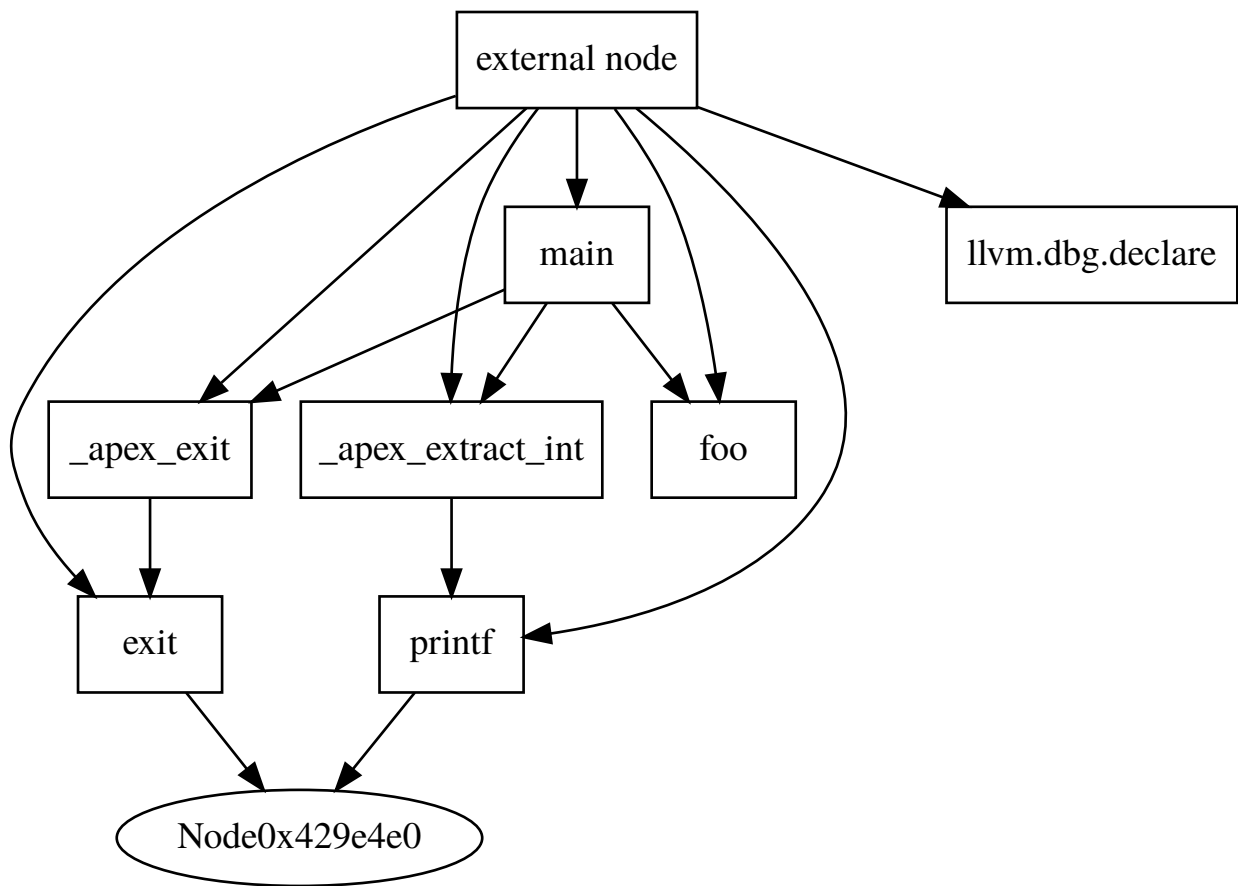 external node
main
llvm.dbg.declare
_apex_exit
_apex_extract_int
foo
exit
printf
Node0x429e4e0